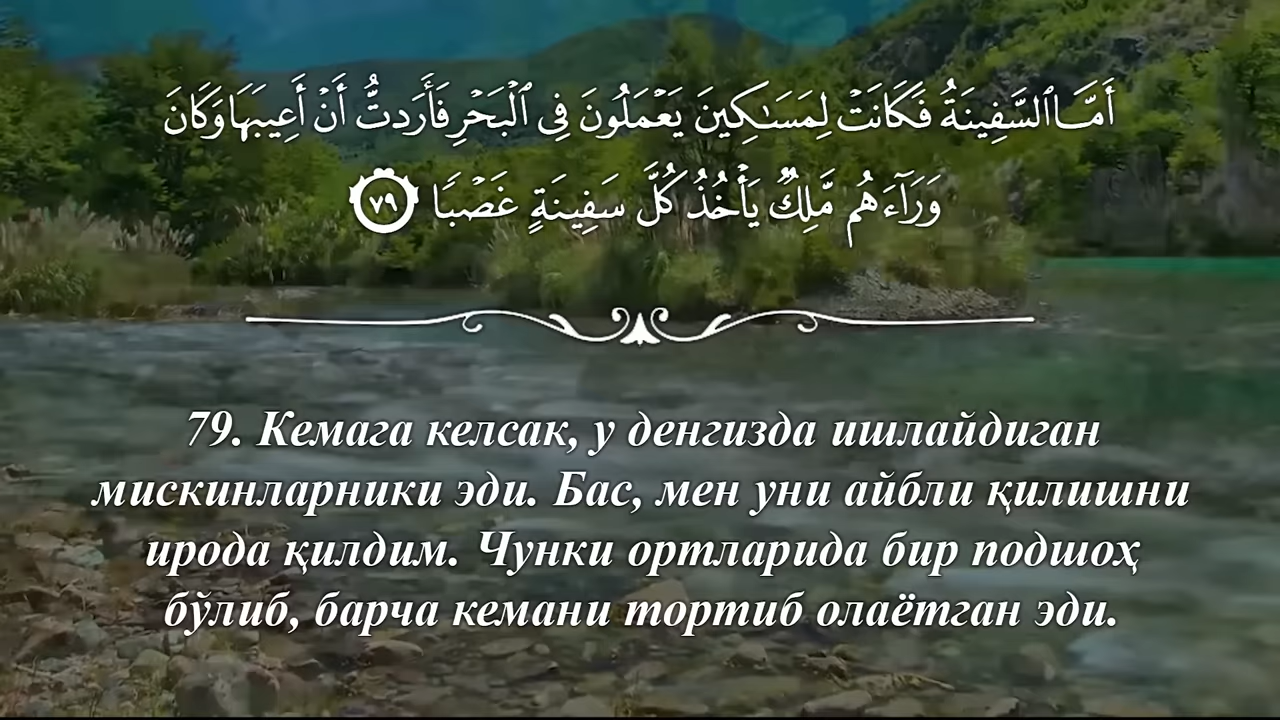 أَمَّا ٱلسَّفِينَةُ فَكَانَتۡ لِمَسَٰكِينَ يَعۡمَلُونَ فِي ٱلۡبَحۡرِ فَأَرَدتُّ أَنۡ أَعِيبَهَا وَكَانَ
وَرَآءَهُم مَّلِكٞ يَأۡخُذُ كُلَّ سَفِينَةٍ غَصۡبٗا ٧٩
79. Кемага келсак, у денгизда ишлайдиган
мискинларники эди. Бас, мен уни айбли қилишни
ирода қилдим. Чунки ортларида бир подшоҳ
бўлиб, барча кемани тортиб олаётган эди.